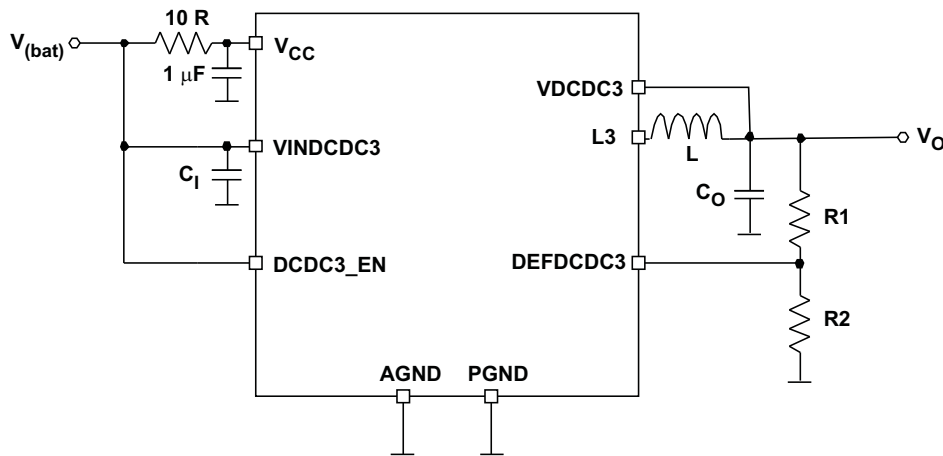 10 R
V(bat)
VCC
1 μF
VDCDC3
L3
VO
VINDCDC3
L
CI
CO
R1
DCDC3_EN
DEFDCDC3
R2
AGND
PGND